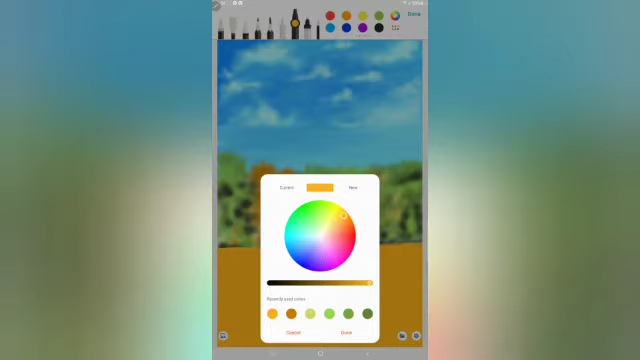 Done
Current
New
Recently used colors
Cancel
Done